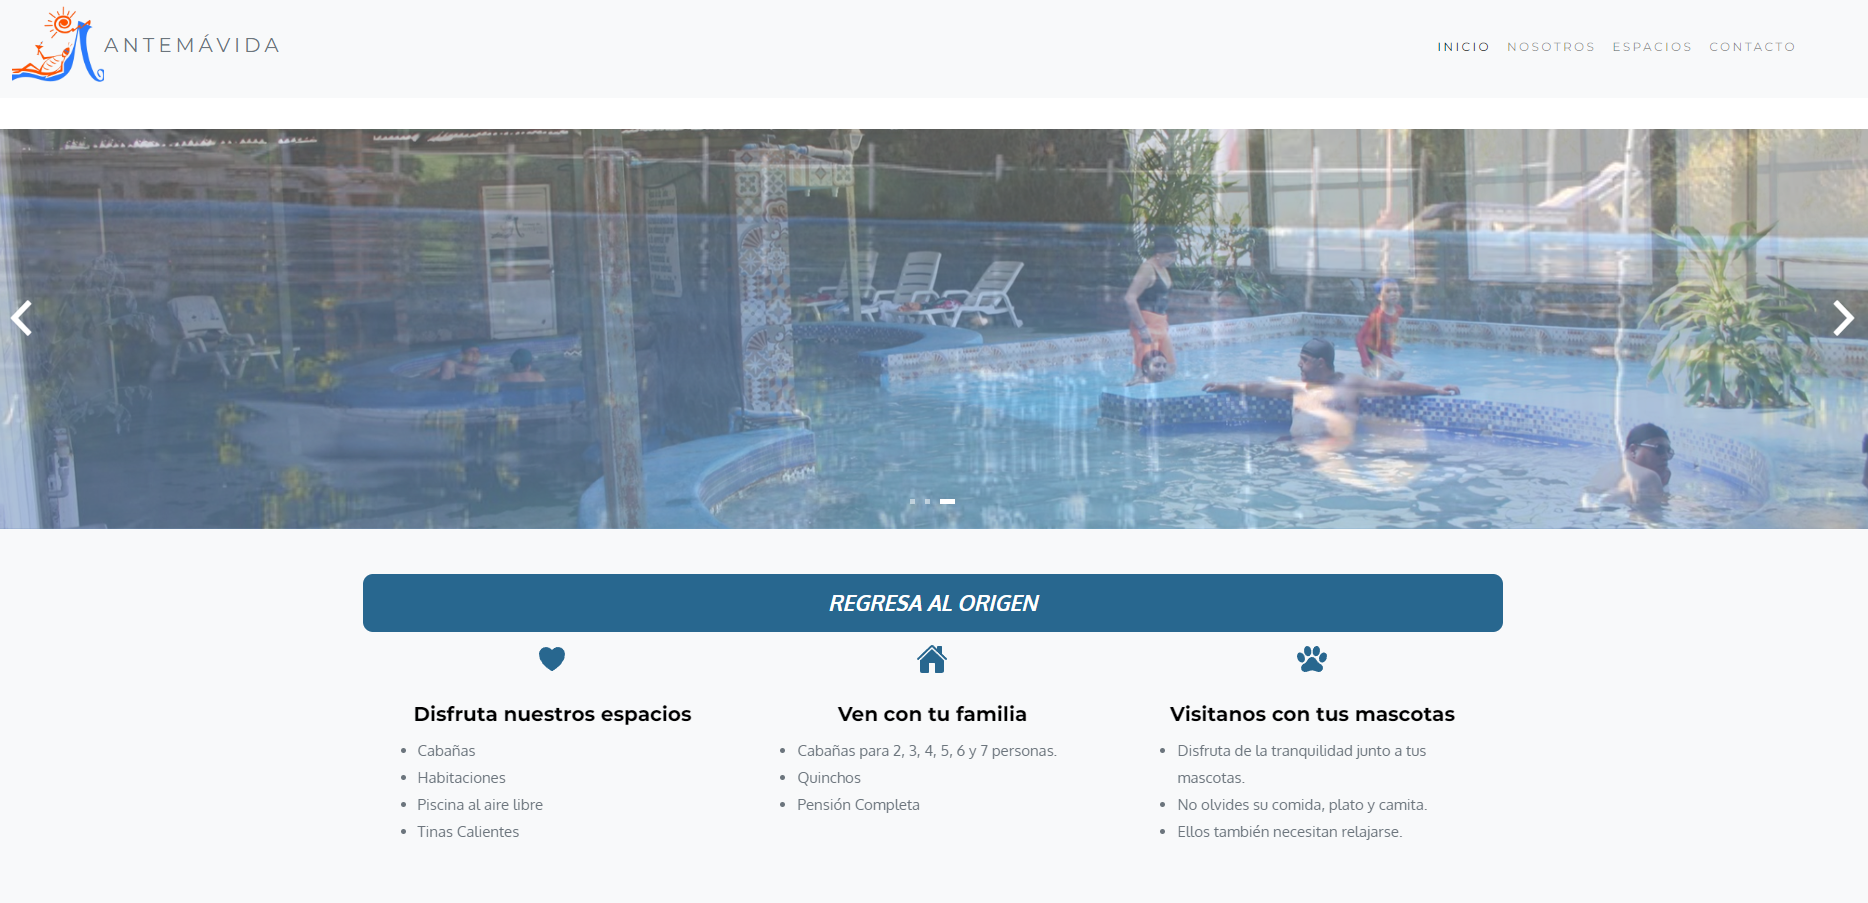 ANTEMÁVIDA
INICIO NOSOTROS ESPACIOS CONTACTO
REGRESA AL ORIGEN
Disfruta nuestros espacios
Cabañas
Habitaciones
Piscina al aire libre
Tinas Calientes
Ven con tu familia
Cabañas para 2, 3, 4, 5, 6 y 7 personas.
Quinchos
Pensión Completa
Visitanos con tus mascotas
Disfruta de la tranquilidad junto a tus
mascotas.
No olvides su comida, plato y camita.
Ellos también necesitan relajarse.